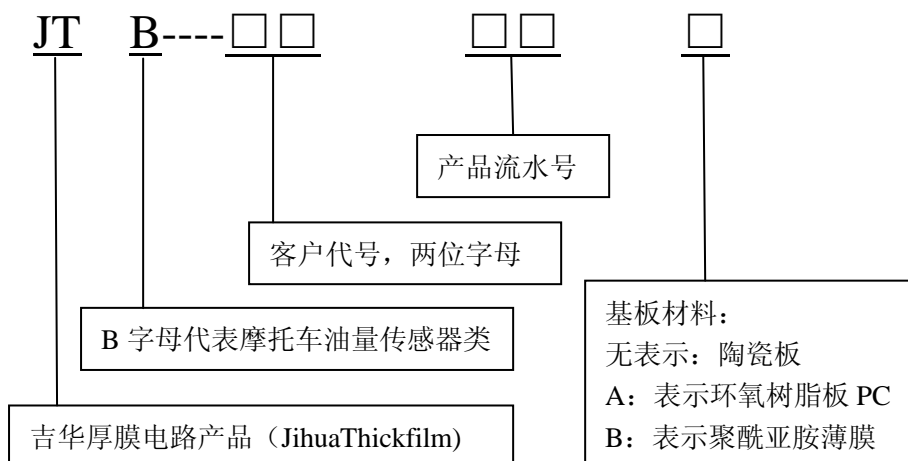 JT B----□□ □□ □
产品流水号
客户代号，两位字母
B 字母代表摩托车油量传感器类
吉华厚膜电路产品（JihuaThickfilm)
基板材料：
无表示：陶瓷板
A：表示环氧树脂板 PC
B：表示聚酰亚胺薄膜